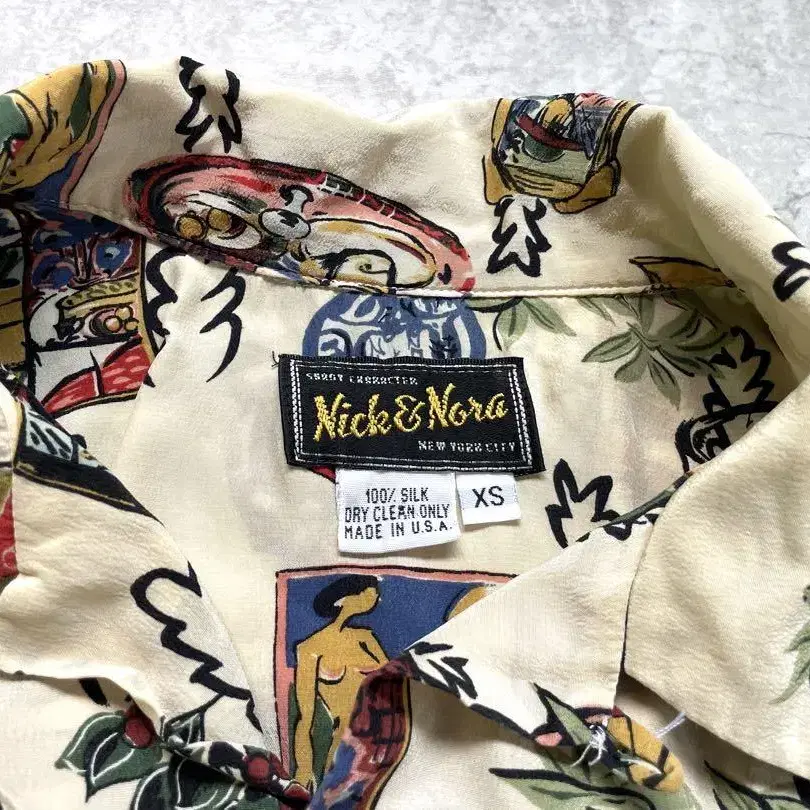 Nick & Nora
NEW YORK CITY
100% SILK
DRY CLEAN ONLY
MADE IN U.S.A.
XS